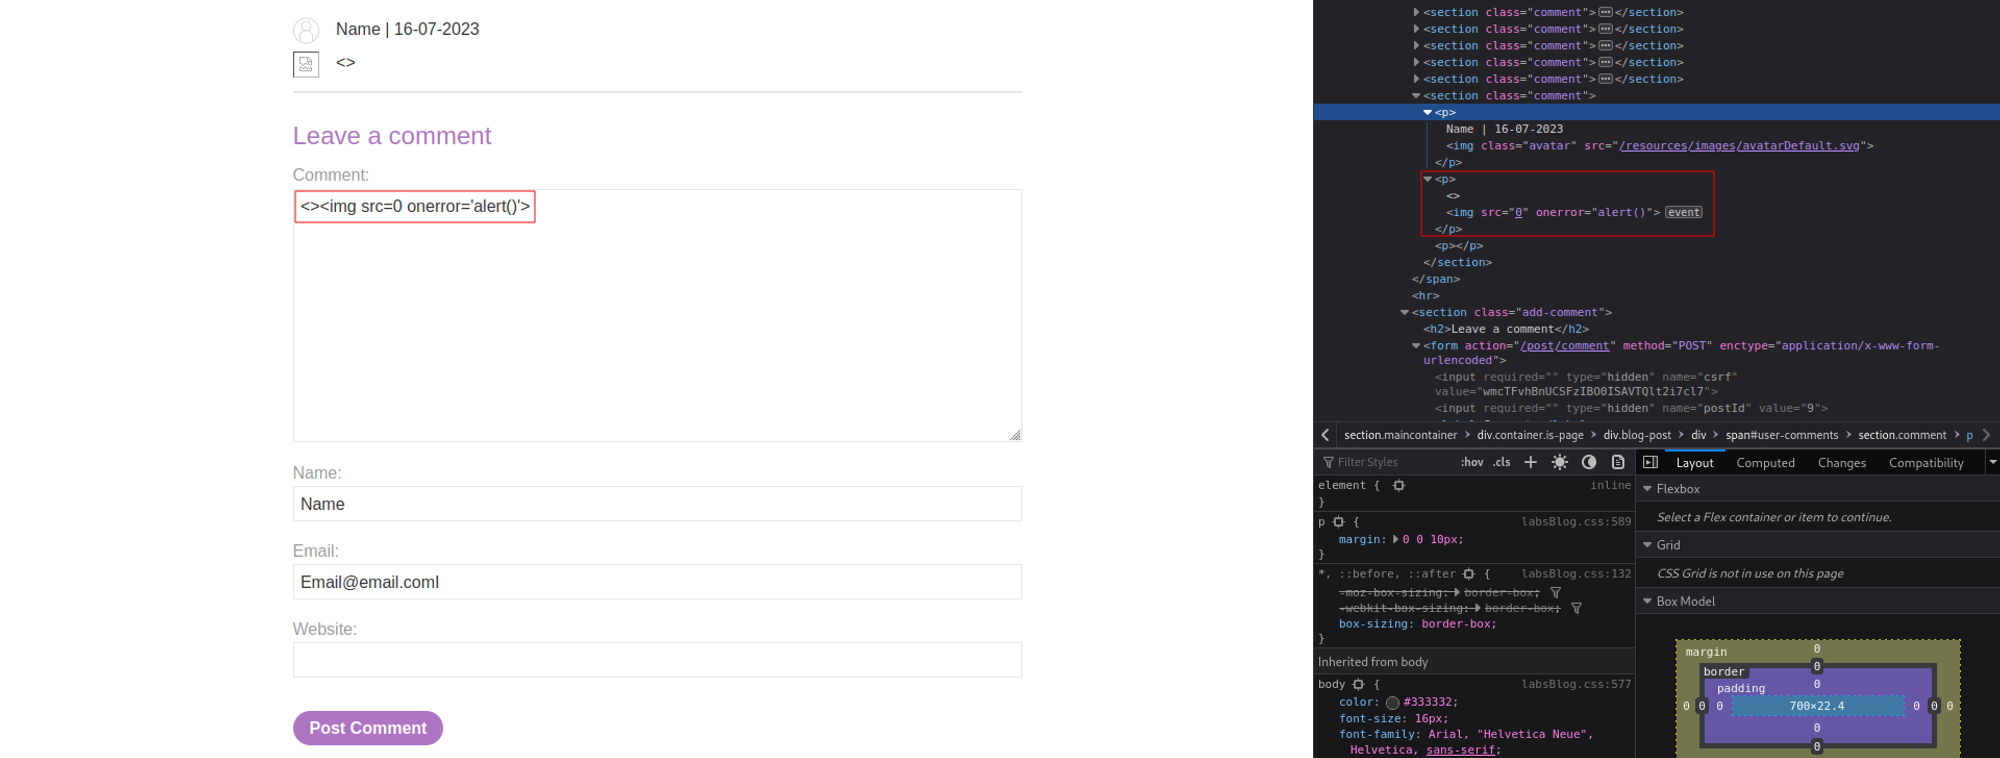 Name | 16-07-2023
<>
Leave a comment
Comment:
<><img src=0 onerror='alert()'>
Name:
Name
Email:
Email@email.coml
Website:
Post Comment
<section class="comment"> ••• </section>
<section class="comment"> ••• </section>
<section class="comment"> ••• </section>
<section class="comment"> ••• </section>
<section class="comment"> ••• </section>
<section class="comment">
<p>
Name | 16-07-2023
<img class="avatar" src="/resources/images/avatarDefault.svg">
</p>
<p>
<>
<img src="0" onerror="alert()"> event
</p>
<p></p>
</section>
</span>
<hr>
<section class="add-comment">
<h2>Leave a comment</h2>
<form action="/post/comment" method="POST" enctype="application/x-www-form-
urlencoded">
<input required="" type="hidden" name="csrf"
value="wmcTFvhBnUCSFzIBO0ISAVTQlt2i7cl7">
<input required="" type="hidden" name="postId" value="9">
section.maincontainer > div.container.is-page > div.blog-post > div > span#user-comments > section.comment > p
Filter Styles :hov .cls +
element { inline
}
p { labsBlog.css:589
margin: 0 0 10px;
}
*, ::before, ::after { labsBlog.css:132
-moz-box-sizing: border-box;
-webkit-box-sizing: border-box;
box-sizing: border-box;
}
Inherited from body
body { labsBlog.css:577
color: #333332;
font-size: 16px;
font-family: Arial, "Helvetica Neue",
Helvetica, sans-serif;
Layout Computed Changes Compatibility
Flexbox
Select a Flex container or item to continue.
Grid
CSS Grid is not in use on this page
Box Model
margin 0
border 0
padding 0
0 0 0 700×22.4 0 0 0
0
0